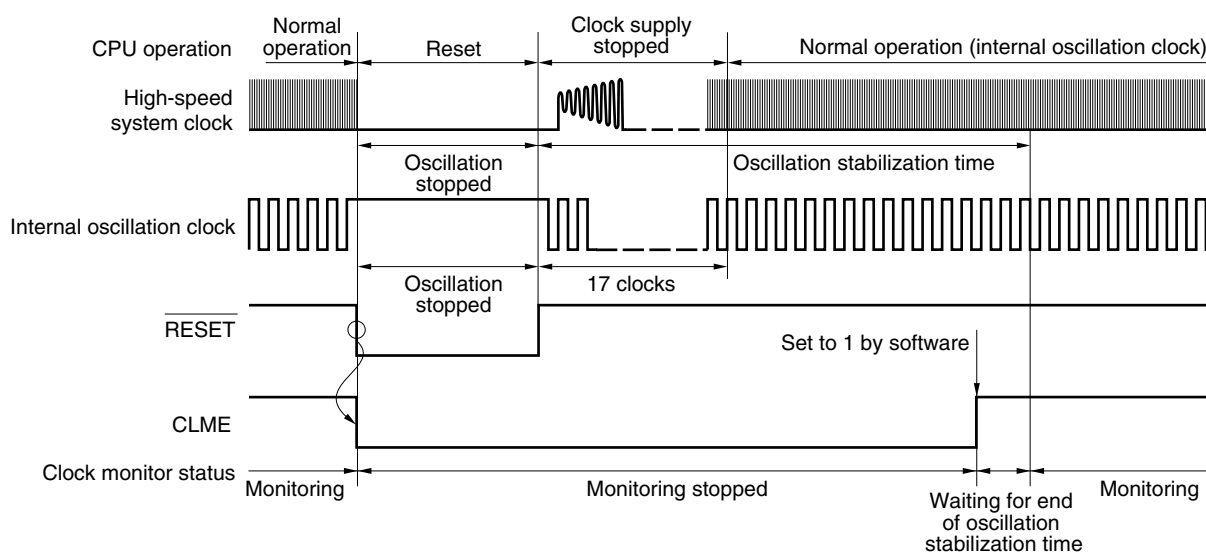 CPU operation
Normal
operation
Reset
Clock supply
stopped
Normal operation (internal oscillation clock)
High-speed
system clock
Oscillation
stopped
Oscillation stabilization time
Internal oscillation clock
Oscillation
stopped
17 clocks
RESET
Set to 1 by software
CLME
Clock monitor status
Monitoring
Monitoring stopped
Waiting for end
of oscillation
stabilization time
Monitoring